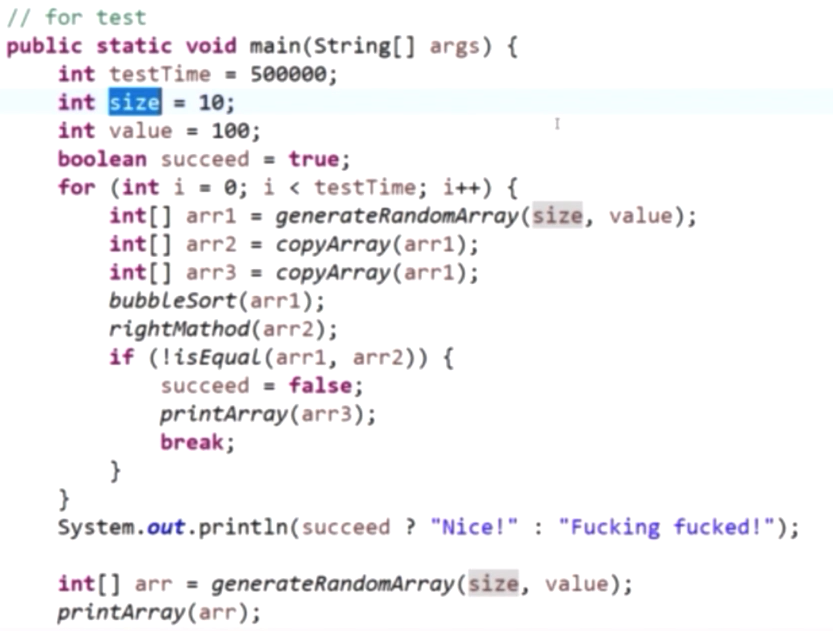 // for test
public static void main(String[] args) {
    int testTime = 500000;
    int size = 10;
    int value = 100;
    boolean succeed = true;
    for (int i = 0; i < testTime; i++) {
        int[] arr1 = generateRandomArray(size, value);
        int[] arr2 = copyArray(arr1);
        int[] arr3 = copyArray(arr1);
        bubbleSort(arr1);
        rightMathod(arr2);
        if (!isEqual(arr1, arr2)) {
            succeed = false;
            printArray(arr3);
            break;
        }
    }
    System.out.println(succeed ? "Nice!" : "Fucking fucked!");
    int[] arr = generateRandomArray(size, value);
    printArray(arr);